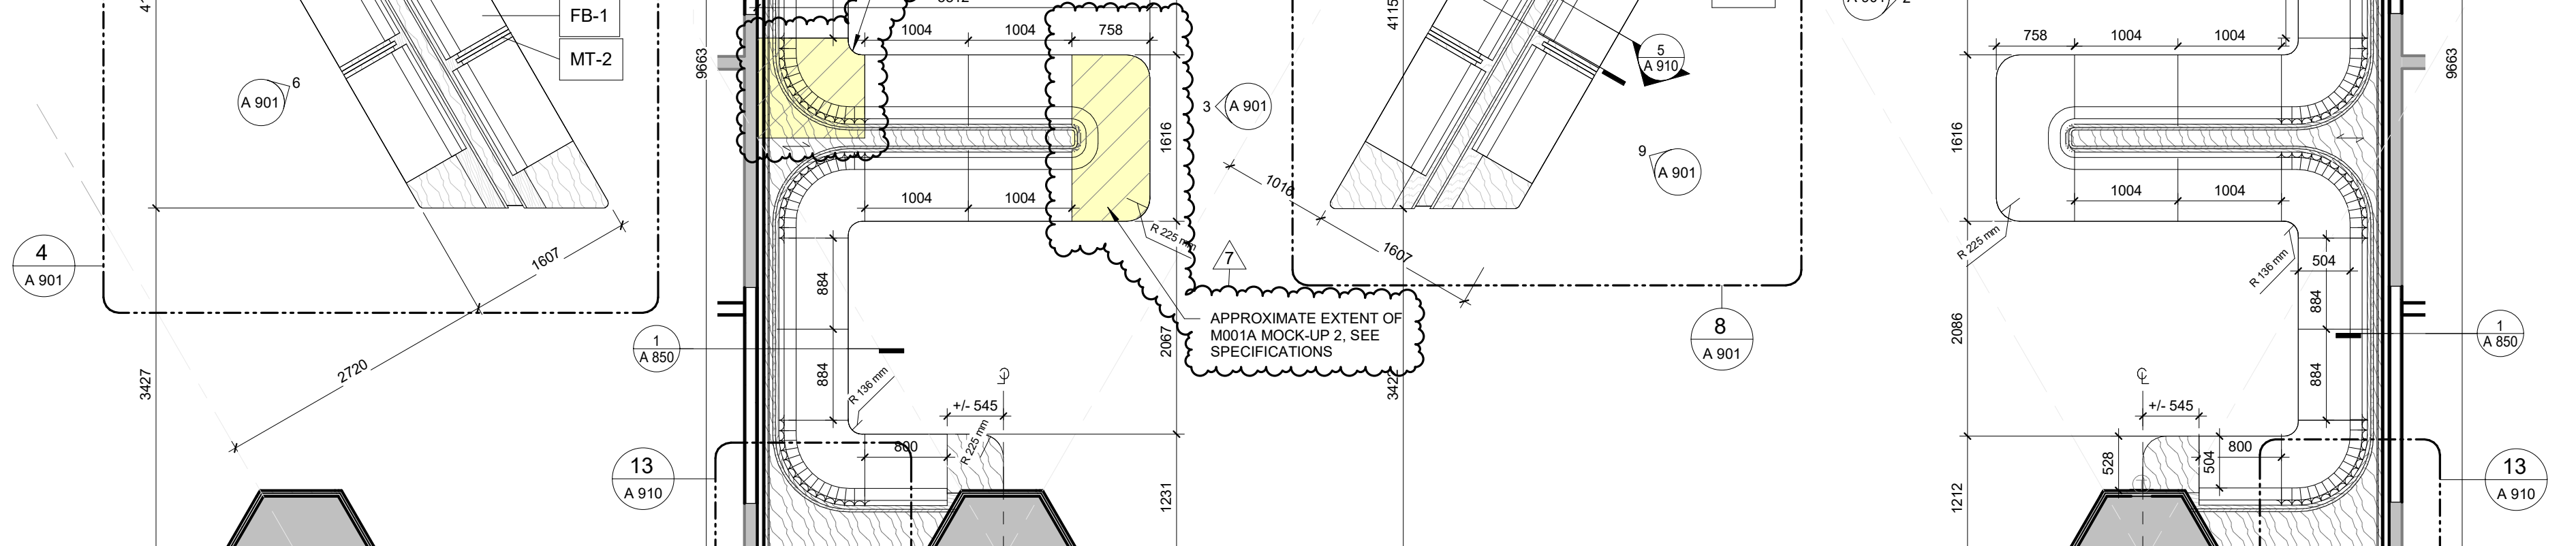 FB-1
MT-2
6
A 901
4
A 901
3427
2720
1607
9663
1004
1004
758
1616
3
A 901
1004
1004
R 225 mm
7
884
884
R 136 mm
1
A 850
+/- 545
800
R 225 mm
13
A 910
2067
1231
APPROXIMATE EXTENT OF
M001A MOCK-UP 2, SEE
SPECIFICATIONS
4115
5
A 910
9
A 901
1016
1607
8
A 901
758
1004
1004
9663
1616
1004
1004
R 225 mm
R 136 mm
504
884
884
2086
1
A 850
+/- 545
800
528
504
1212
13
A 910